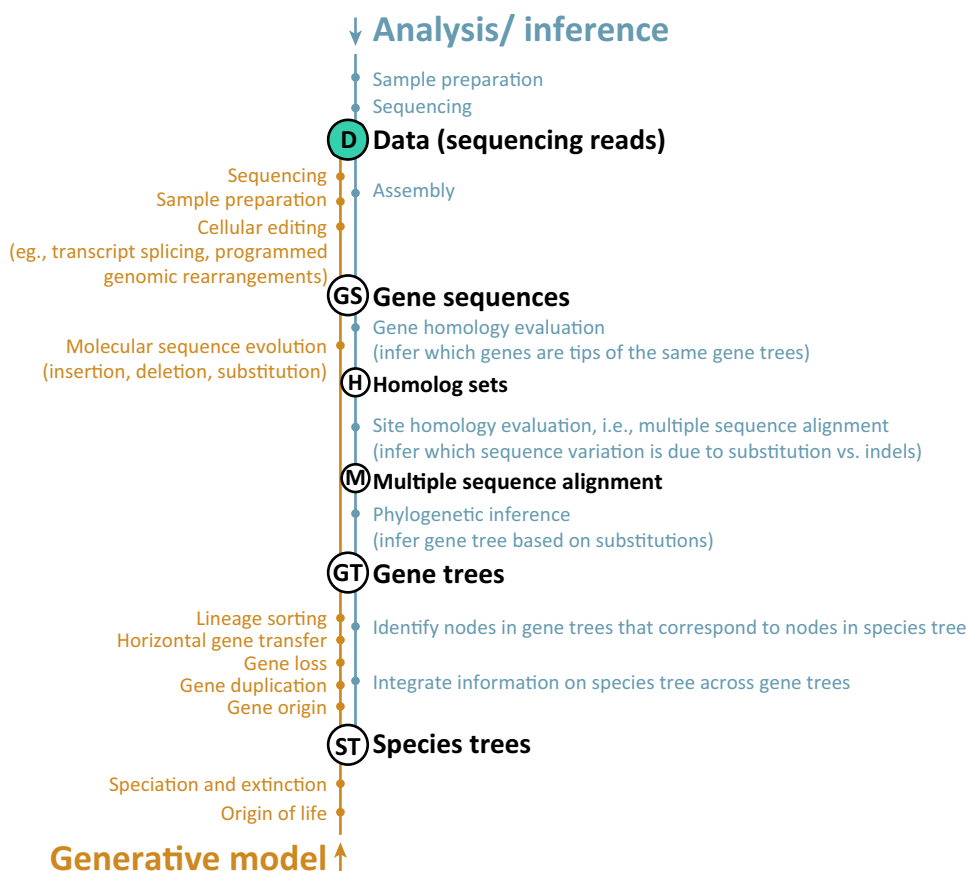 Analysis/ inference
Sample preparation
Sequencing
D
Data (sequencing reads)
Sequencing
Sample preparation
Assembly
Cellular editing
(eg., transcript splicing, programmed
genomic rearrangements)
GS
Gene sequences
Gene homology evaluation
(infer which genes are tips of the same gene trees)
Molecular sequence evolution
(insertion, deletion, substitution)
H
Homolog sets
Site homology evaluation, i.e., multiple sequence alignment
(infer which sequence variation is due to substitution vs. indels)
M
Multiple sequence alignment
Phylogenetic inference
(infer gene tree based on substitutions)
GT
Gene trees
Lineage sorting
Horizontal gene transfer
Gene loss
Gene duplication
Gene origin
Identify nodes in gene trees that correspond to nodes in species tree
Integrate information on species tree across gene trees
ST
Species trees
Speciation and extinction
Origin of life
Generative model